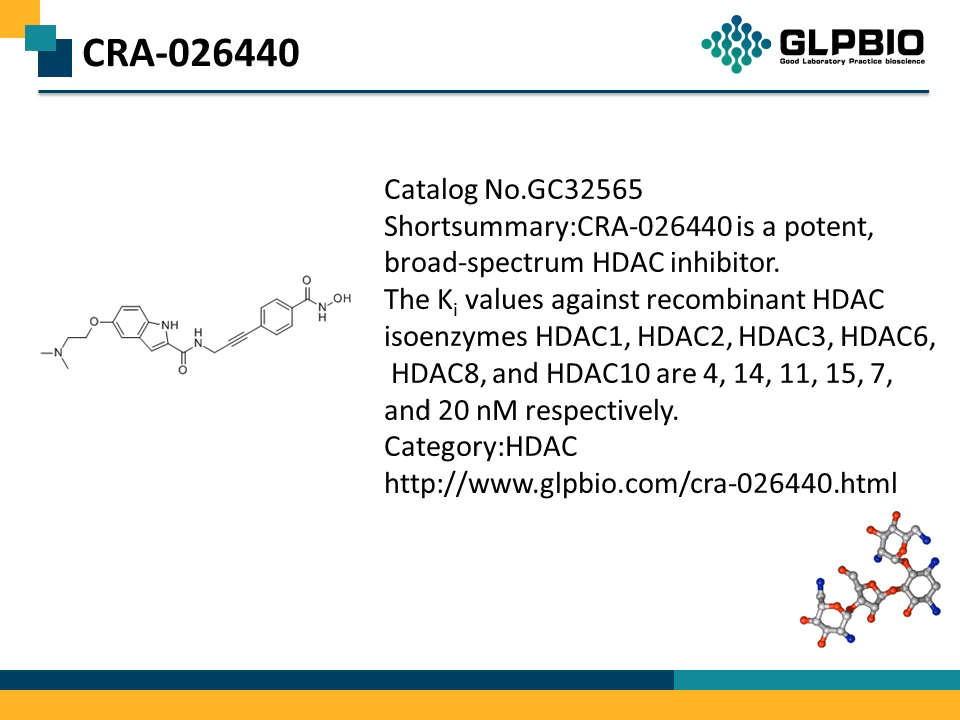 CRA-026440
GLPBIO
Good Laboratory Practice bioscience
Catalog No.GC32565
Shortsummary:CRA-026440 is a potent,
broad-spectrum HDAC inhibitor.
The Ki values against recombinant HDAC
isoenzymes HDAC1, HDAC2, HDAC3, HDAC6,
HDAC8, and HDAC10 are 4, 14, 11, 15, 7,
and 20 nM respectively.
Category:HDAC
http://www.glpbio.com/cra-026440.html
O
OH
N
H
O
NH
H
N
N
O